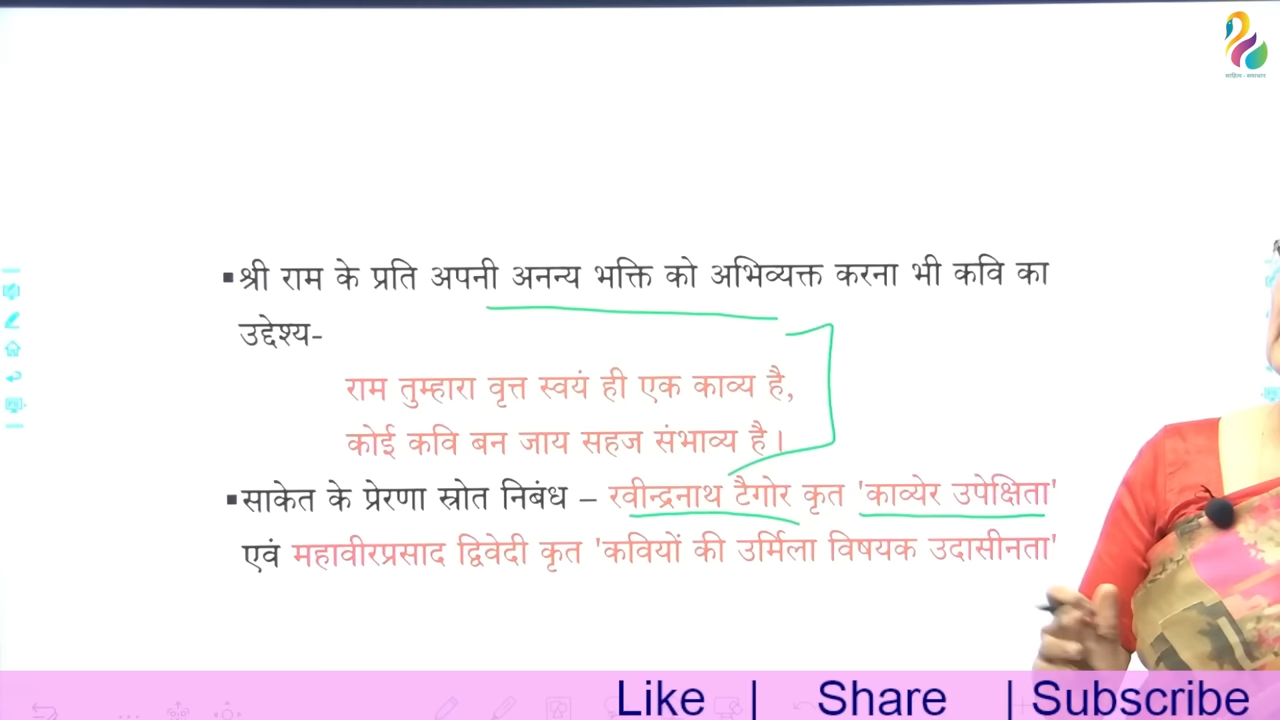 साहित्य - समाधान
▪श्री राम के प्रति अपनी अनन्य भक्ति को अभिव्यक्त करना भी कवि का
उद्देश्य-
राम तुम्हारा वृत्त स्वयं ही एक काव्य है,
कोई कवि बन जाय सहज संभाव्य है।
▪साकेत के प्रेरणा स्रोत निबंध – रवीन्द्रनाथ टैगोर कृत 'काव्येर उपेक्षिता'
एवं महावीरप्रसाद द्विवेदी कृत 'कवियों की उर्मिला विषयक उदासीनता'
Like | Share | Subscribe